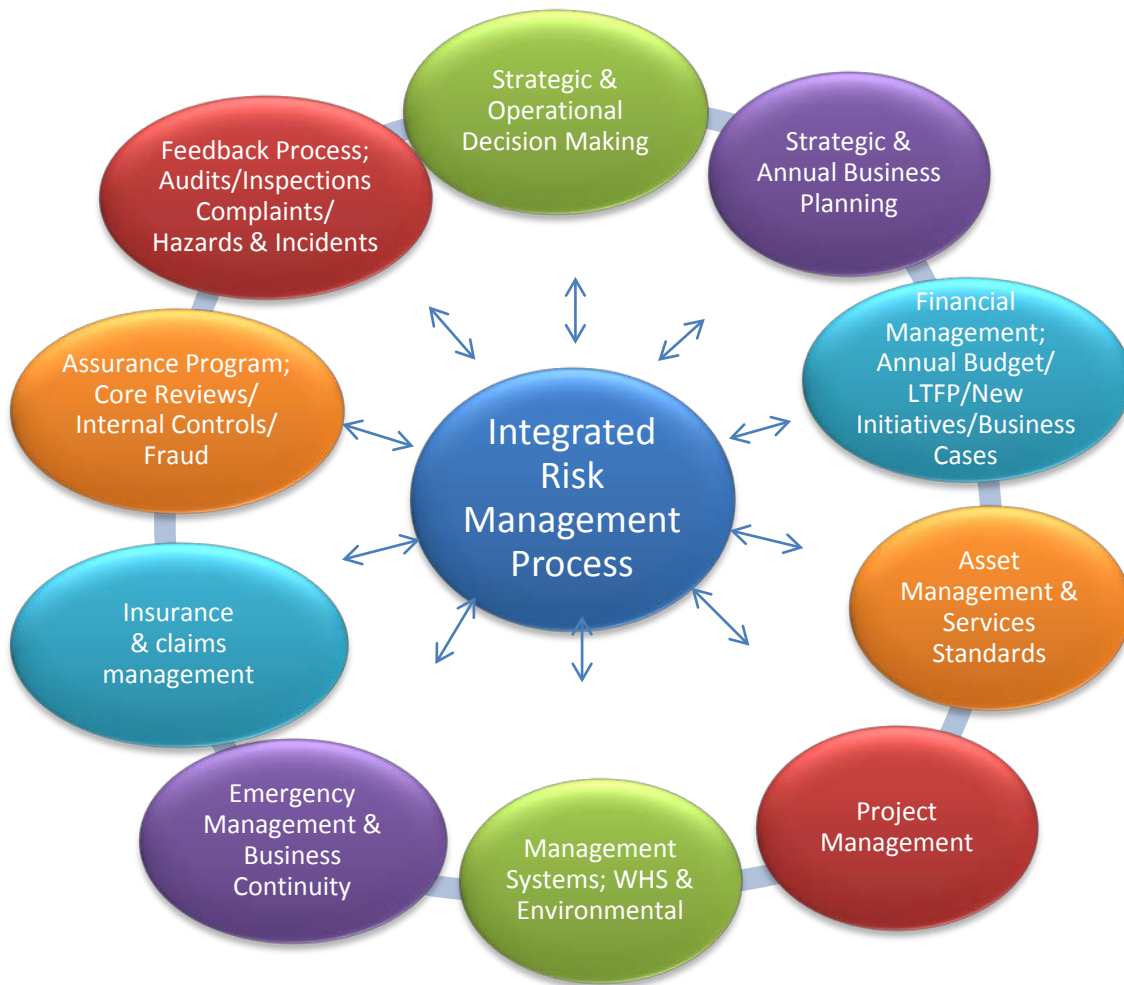 Strategic &
Operational
Decision Making
Strategic &
Annual Business
Planning
Financial
Management;
Annual Budget/
LTFP/New
Initiatives/Business
Cases
Asset
Management &
Services
Standards
Project
Management
Management
Systems; WHS &
Environmental
Emergency
Management &
Business
Continuity
Insurance
& claims
management
Assurance Program;
Core Reviews/
Internal Controls/
Fraud
Feedback Process;
Audits/Inspections
Complaints/
Hazards & Incidents
Integrated
Risk
Management
Process